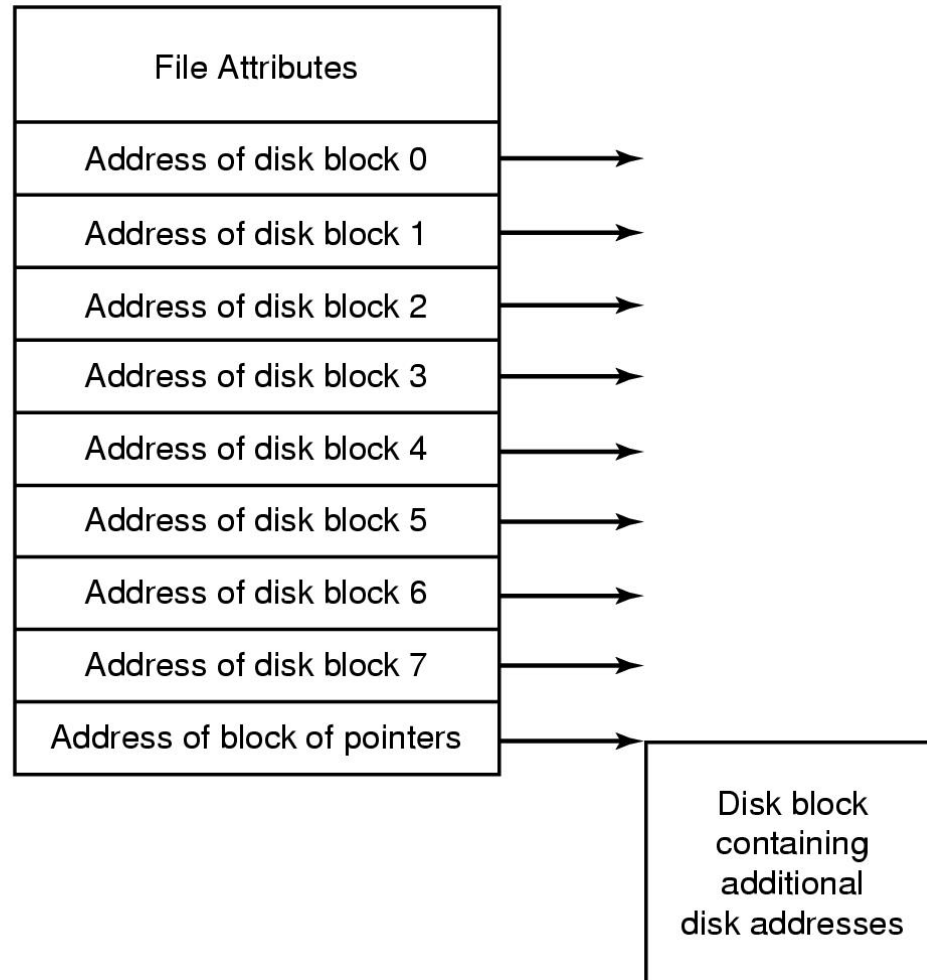 File Attributes
Address of disk block 0
Address of disk block 1
Address of disk block 2
Address of disk block 3
Address of disk block 4
Address of disk block 5
Address of disk block 6
Address of disk block 7
Address of block of pointers
Disk block
containing
additional
disk addresses